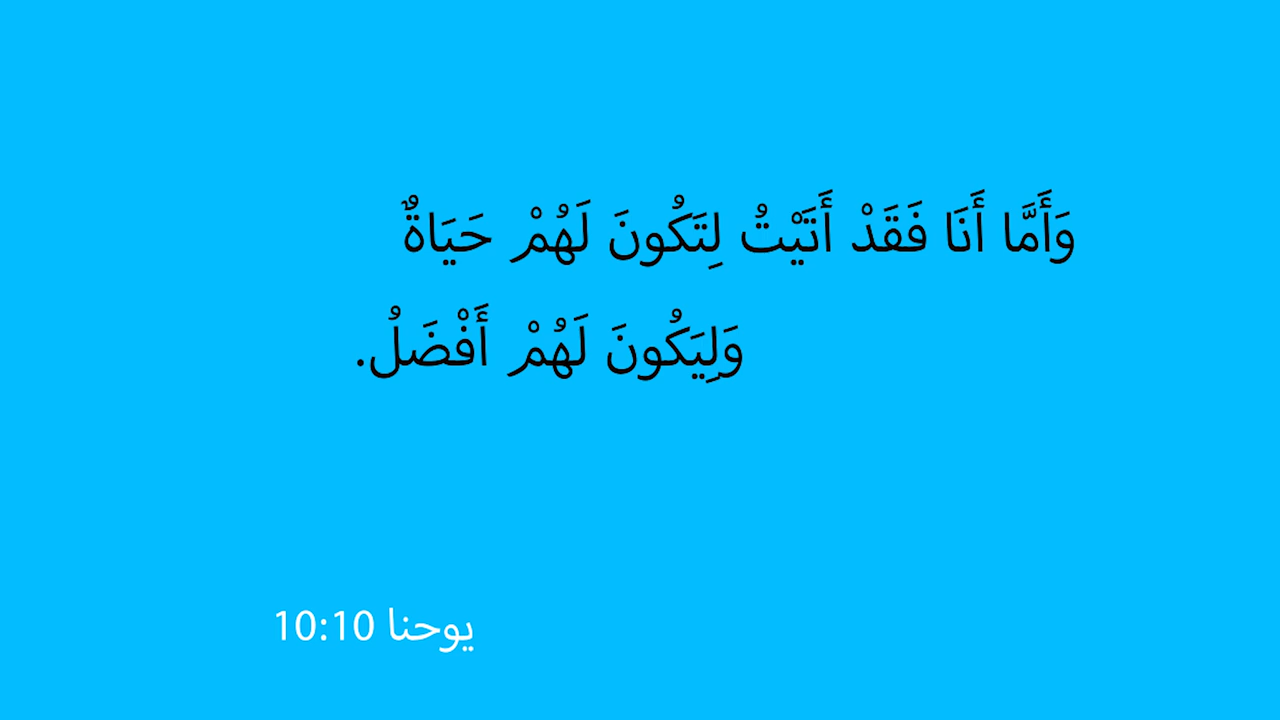 وَأَمَّا أَنَا فَقَدْ أَتَيْتُ لِتَكُونَ لَهُمْ حَيَاةٌ
وَلِيَكُونَ لَهُمْ أَفْضَلُ.
يوحنا 10:10